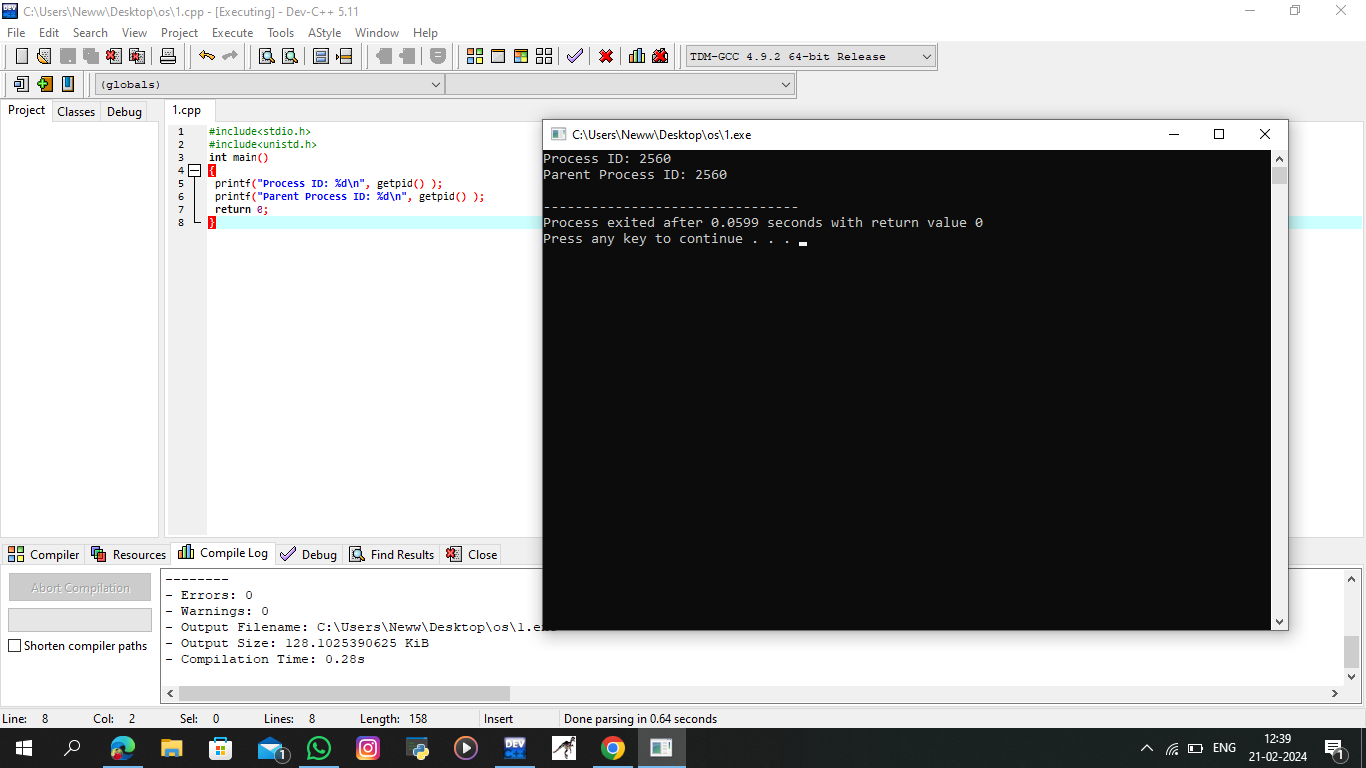 C:\Users\Neww\Desktop\os\1.cpp - [Executing] - Dev-C++ 5.11
File Edit Search View Project Execute Tools AStyle Window Help
TDM-GCC 4.9.2 64-bit Release
(globals)
Project Classes Debug
1.cpp
1 #include<stdio.h>
2 #include<unistd.h>
3 int main()
4 {
5 printf("Process ID: %d\n", getpid() );
6 printf("Parent Process ID: %d\n", getpid() );
7 return 0;
8 }
C:\Users\Neww\Desktop\os\1.exe
Process ID: 2560
Parent Process ID: 2560
--------------------------------
Process exited after 0.0599 seconds with return value 0
Press any key to continue . . .
Compiler Resources Compile Log Debug Find Results Close
Abort Compilation
Shorten compiler paths
--------
- Errors: 0
- Warnings: 0
- Output Filename: C:\Users\Neww\Desktop\os\1.e
- Output Size: 128.1025390625 KiB
- Compilation Time: 0.28s
Line: 8 Col: 2 Sel: 0 Lines: 8 Length: 158 Insert Done parsing in 0.64 seconds
DEV
1
ENG
12:39
21-02-2024
1